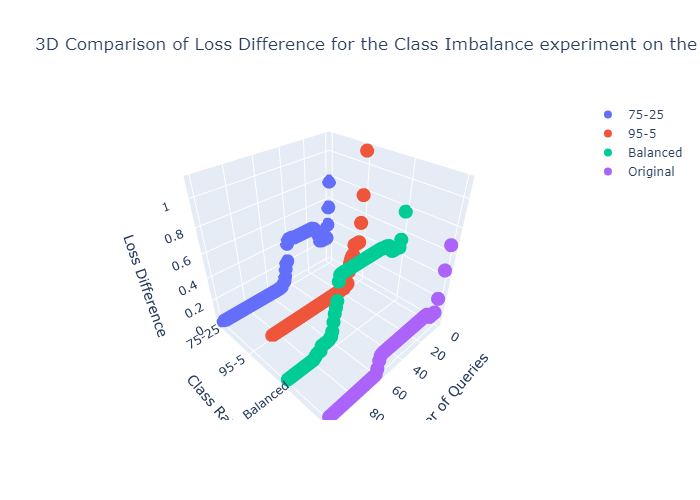 3D Comparison of Loss Difference for the Class Imbalance experiment on the
75-25
95-5
Balanced
Original
1
0.8
0.6
0.4
0.2
0
Loss Difference
75-25
95-5
Balanced
Class
0
20
40
60
80
of Queries